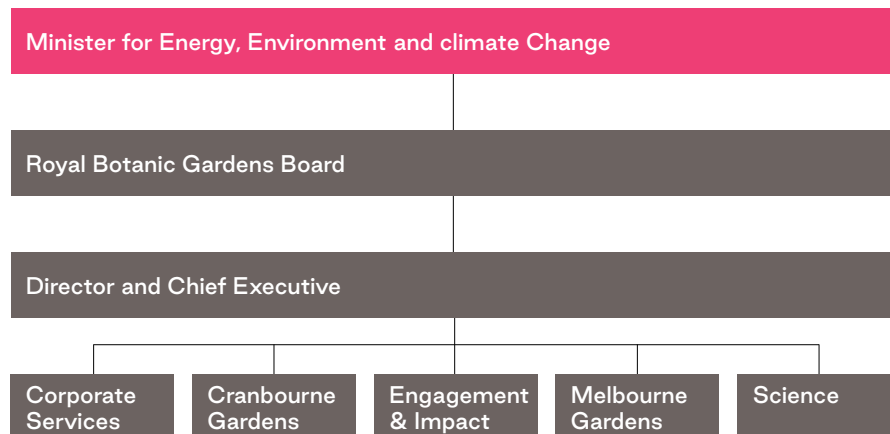 Minister for Energy, Environment and climate Change
Royal Botanic Gardens Board
Director and Chief Executive
Corporate
Services
Cranbourne
Gardens
Engagement
& Impact
Melbourne
Gardens
Science